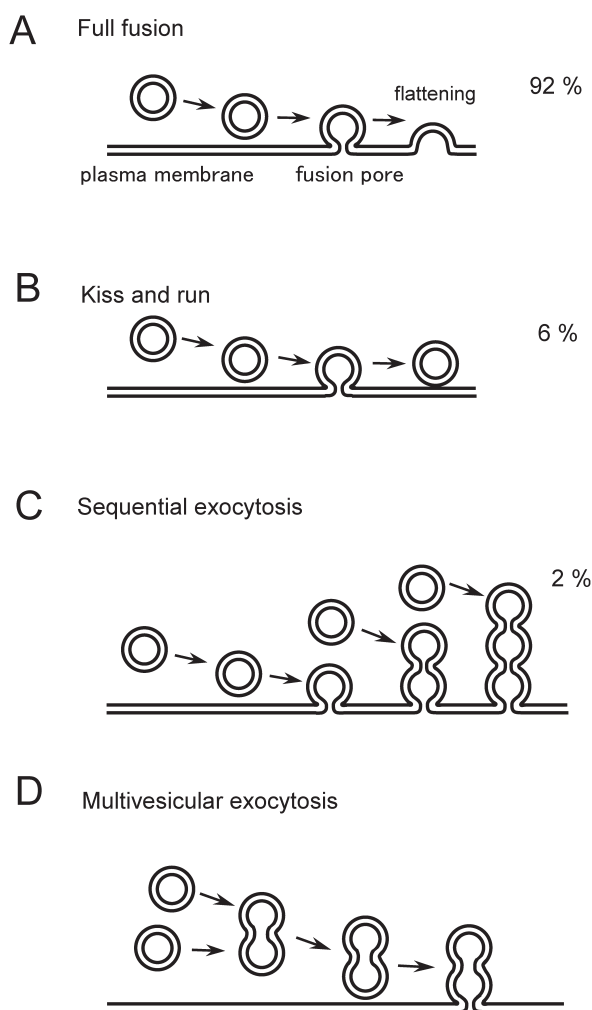 A Full fusion
92 %
flattening
plasma membrane
fusion pore
B Kiss and run
6 %
C Sequential exocytosis
2 %
D Multivesicular exocytosis